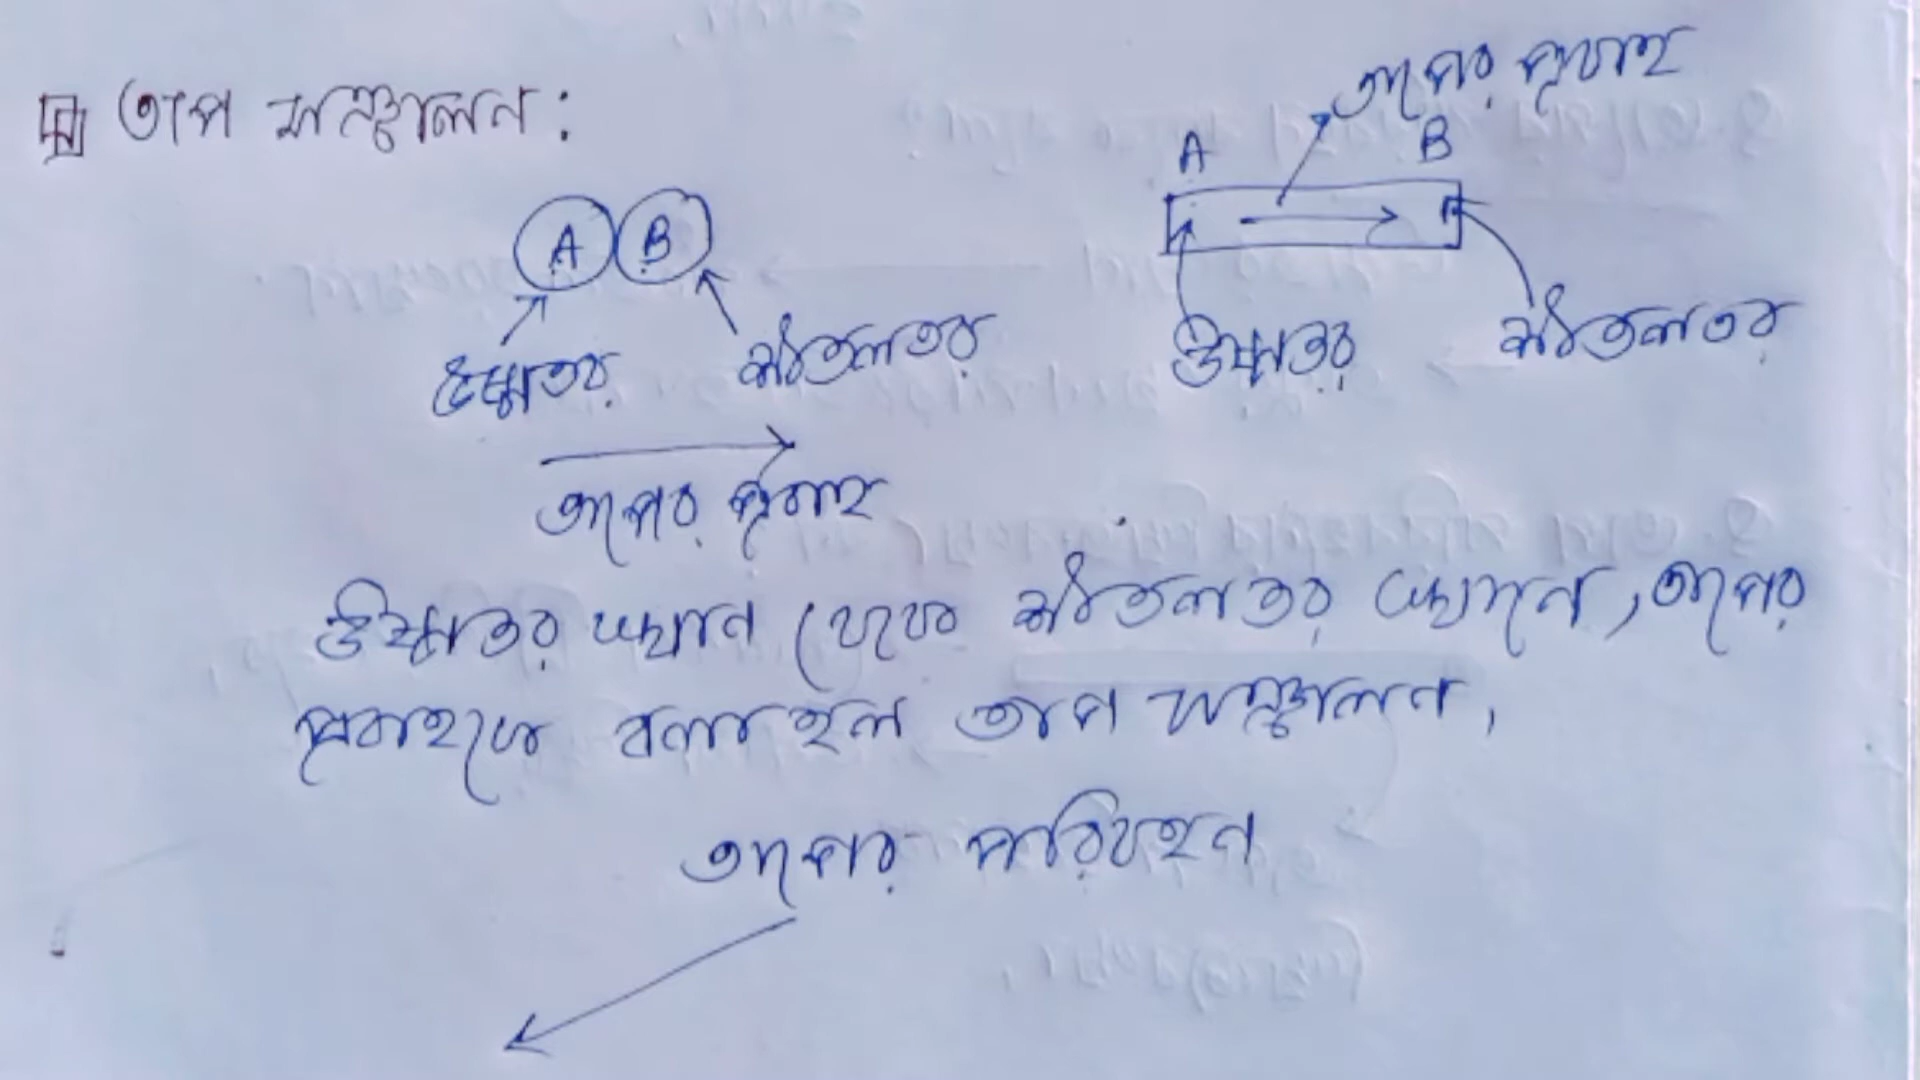 তাপ সঞ্চালন :
তাপের প্রবাহ
A B
A B
উষ্ণতর শীতলতর
উষ্ণতর শীতলতর
তাপের প্রবাহ
উষ্ণতর স্থান থেকে শীতলতর স্থানে, তাপের
প্রবাহকে বলা হল তাপ সঞ্চালন,
তাপের পরিবহন